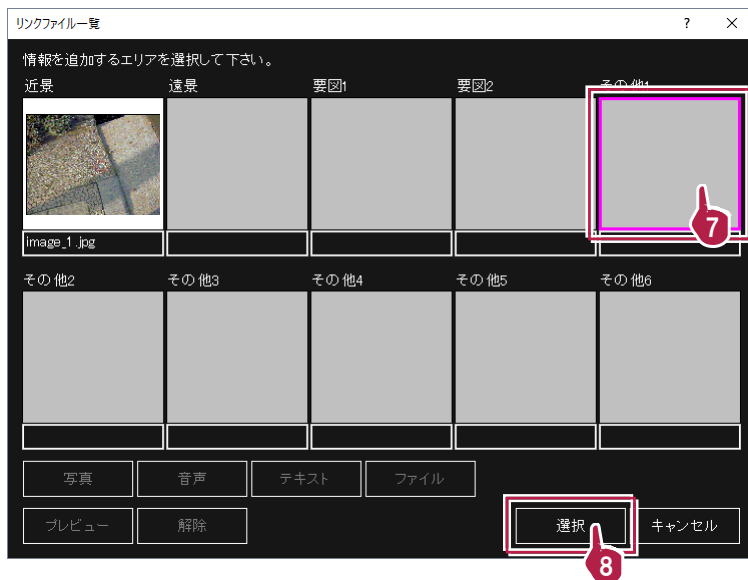 リンクファイル一覧
情報を追加するエリアを選択して下さい。
近景 遠景 要図1 要図2 その他1
7
image_1.jpg
その他2 その他3 その他4 その他5 その他6
写真 音声 テキスト ファイル
プレビュー 解除 選択 キャンセル
8